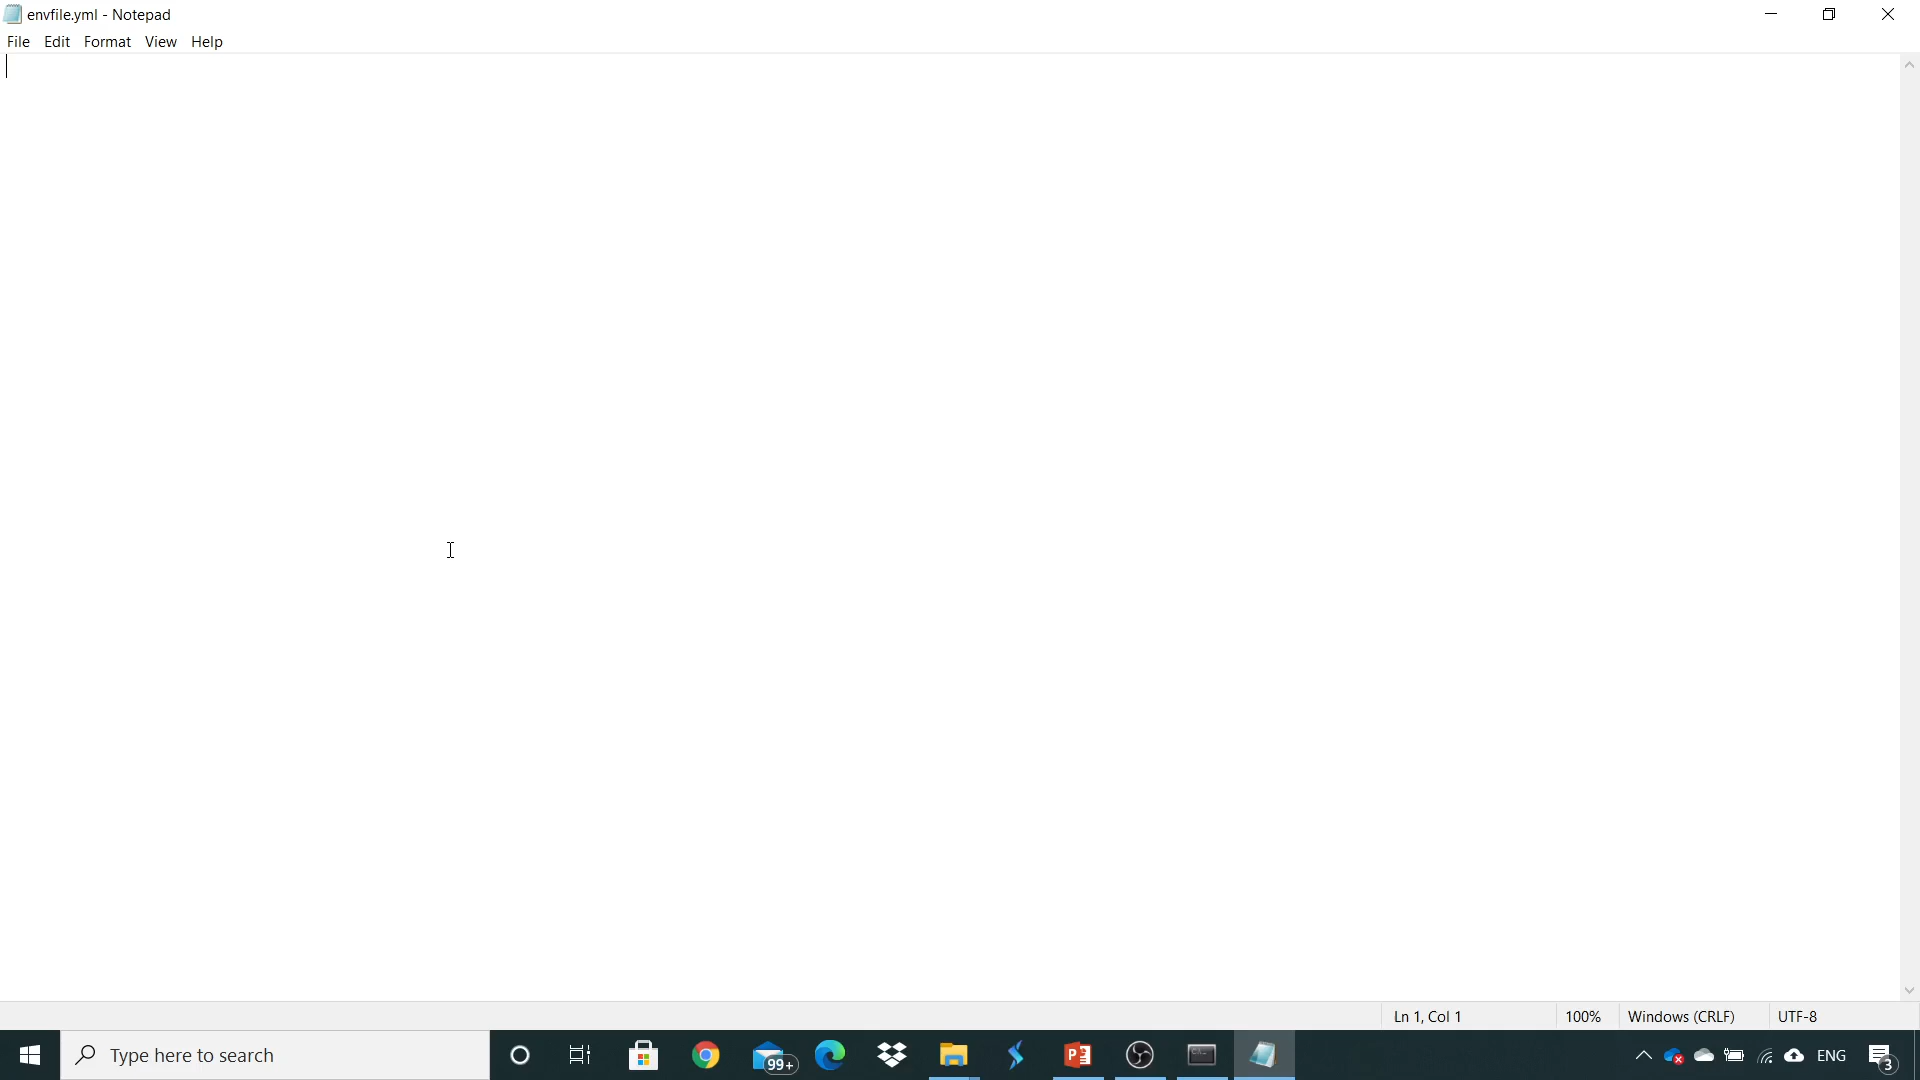 envfile.yml - Notepad
File Edit Format View Help
Ln 1, Col 1 100% Windows (CRLF) UTF-8
Type here to search 99+ ENG 3